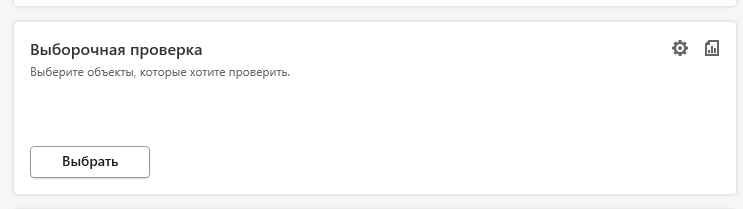 Выборочная проверка
Выберите объекты, которые хотите проверить.
Выбрать